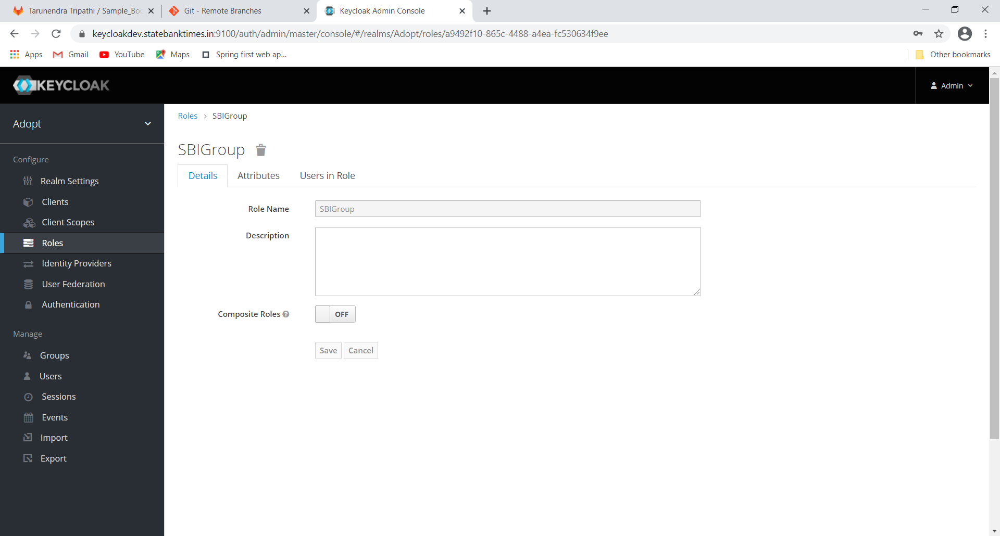 Tarunendra Tripathi / Sample_Boo
Git - Remote Branches
Keycloak Admin Console
keycloakdev.statebanktimes.in:9100/auth/admin/master/console/#/realms/Adopt/roles/a9492f10-865c-4488-a4ea-fc530634f9ee
Apps
Gmail
YouTube
Maps
Spring first web ap...
Other bookmarks
KEYCLOAK
Admin
Adopt
Configure
Realm Settings
Clients
Client Scopes
Roles
Identity Providers
User Federation
Authentication
Manage
Groups
Users
Sessions
Events
Import
Export
Roles > SBIGroup
SBIGroup
Details
Attributes
Users in Role
Role Name
SBIGroup
Description
Composite Roles
OFF
Save
Cancel